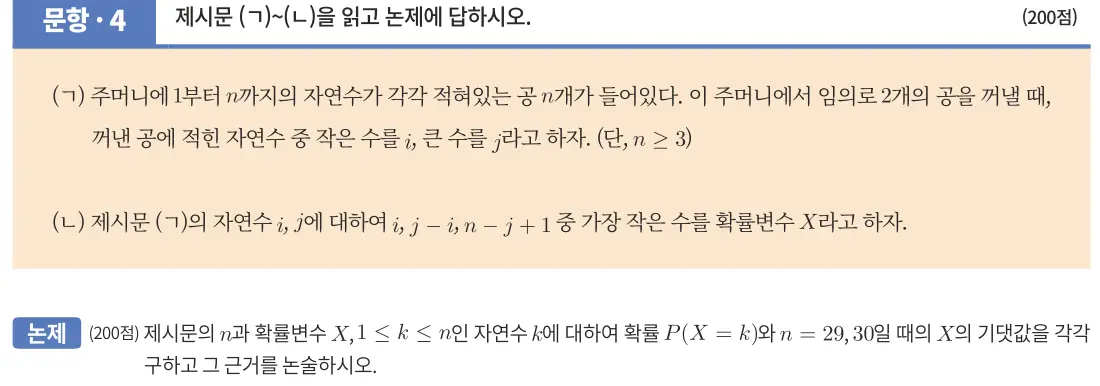 문항·4 제시문 (ㄱ)~(ㄴ)을 읽고 논제에 답하시오. (200점)
(ㄱ) 주머니에 1부터 n까지의 자연수가 각각 적혀있는 공 n개가 들어있다. 이 주머니에서 임의로 2개의 공을 꺼낼 때,
꺼낸 공에 적힌 자연수 중 작은 수를 i, 큰 수를 j라고 하자. (단, n ≥ 3)
(ㄴ) 제시문 (ㄱ)의 자연수 i, j에 대하여 i, j − i, n − j + 1 중 가장 작은 수를 확률변수 X라고 하자.
논제 (200점) 제시문의 n과 확률변수 X, 1 ≤ k ≤ n인 자연수 k에 대하여 확률 P(X = k)와 n = 29, 30일 때의 X의 기댓값을 각각
구하고 그 근거를 논술하시오.